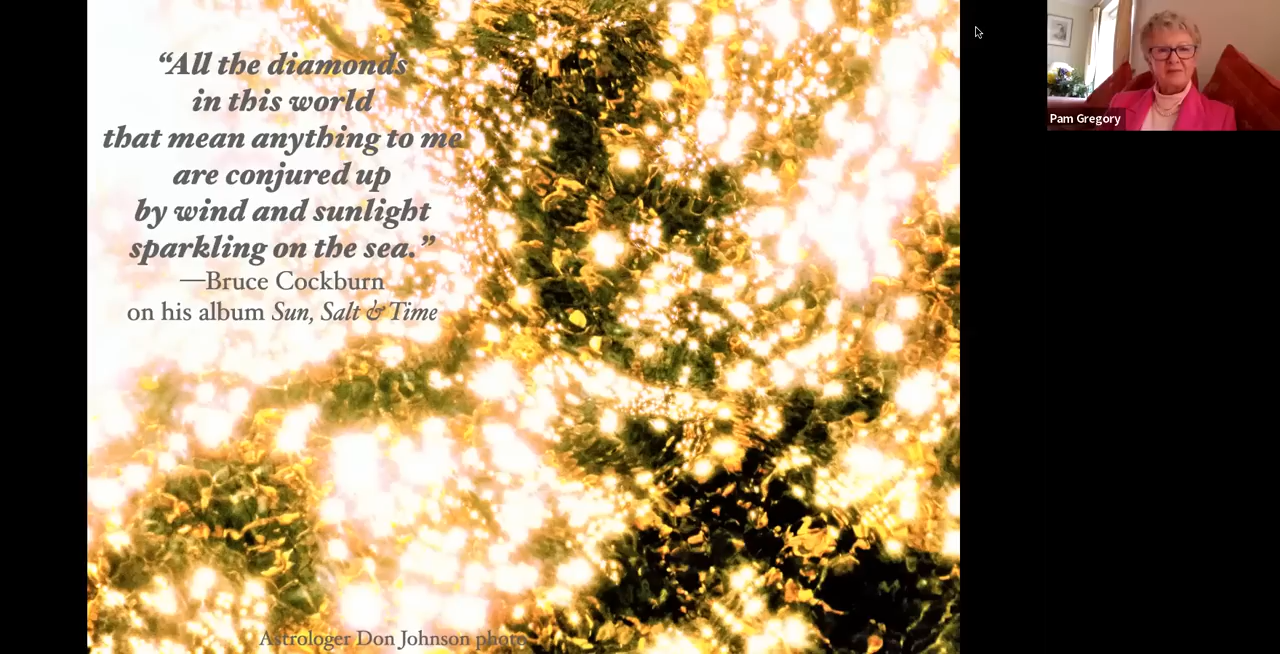 “All the diamonds
in this world
that mean anything to me
are conjured up
by wind and sunlight
sparkling on the sea.”
—Bruce Cockburn
on his album Sun, Salt & Time
Astrologer Don Johnson photo
Pam Gregory